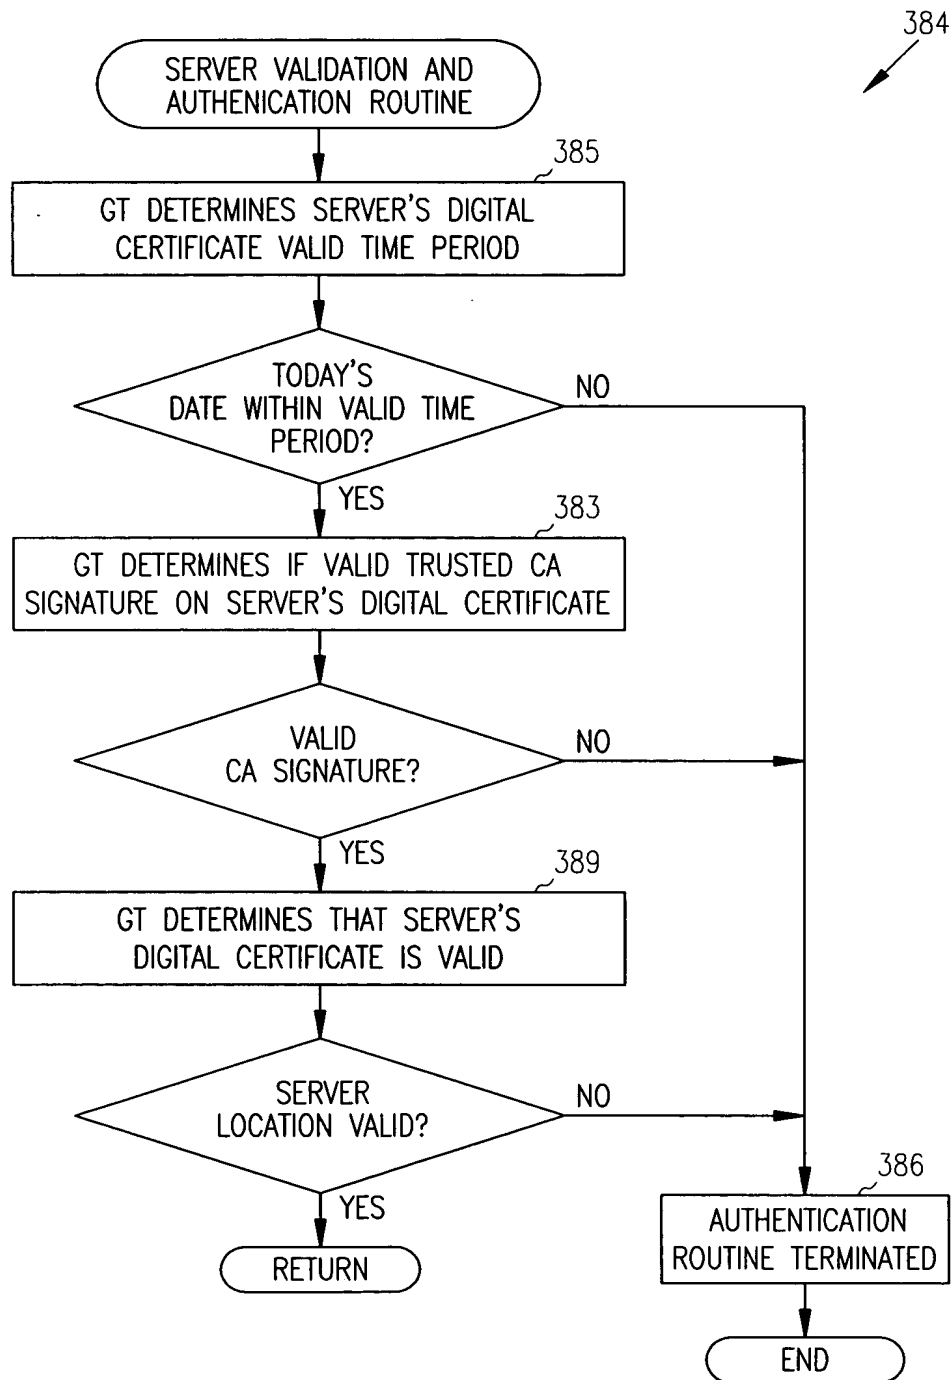 384
SERVER VALIDATION AND
AUTHENICATION ROUTINE
385
GT DETERMINES SERVER'S DIGITAL
CERTIFICATE VALID TIME PERIOD
TODAY'S
DATE WITHIN VALID TIME
PERIOD?
NO
YES
383
GT DETERMINES IF VALID TRUSTED CA
SIGNATURE ON SERVER'S DIGITAL CERTIFICATE
VALID
CA SIGNATURE?
NO
YES
389
GT DETERMINES THAT SERVER'S
DIGITAL CERTIFICATE IS VALID
SERVER
LOCATION VALID?
NO
YES
RETURN
386
AUTHENTICATION
ROUTINE TERMINATED
END